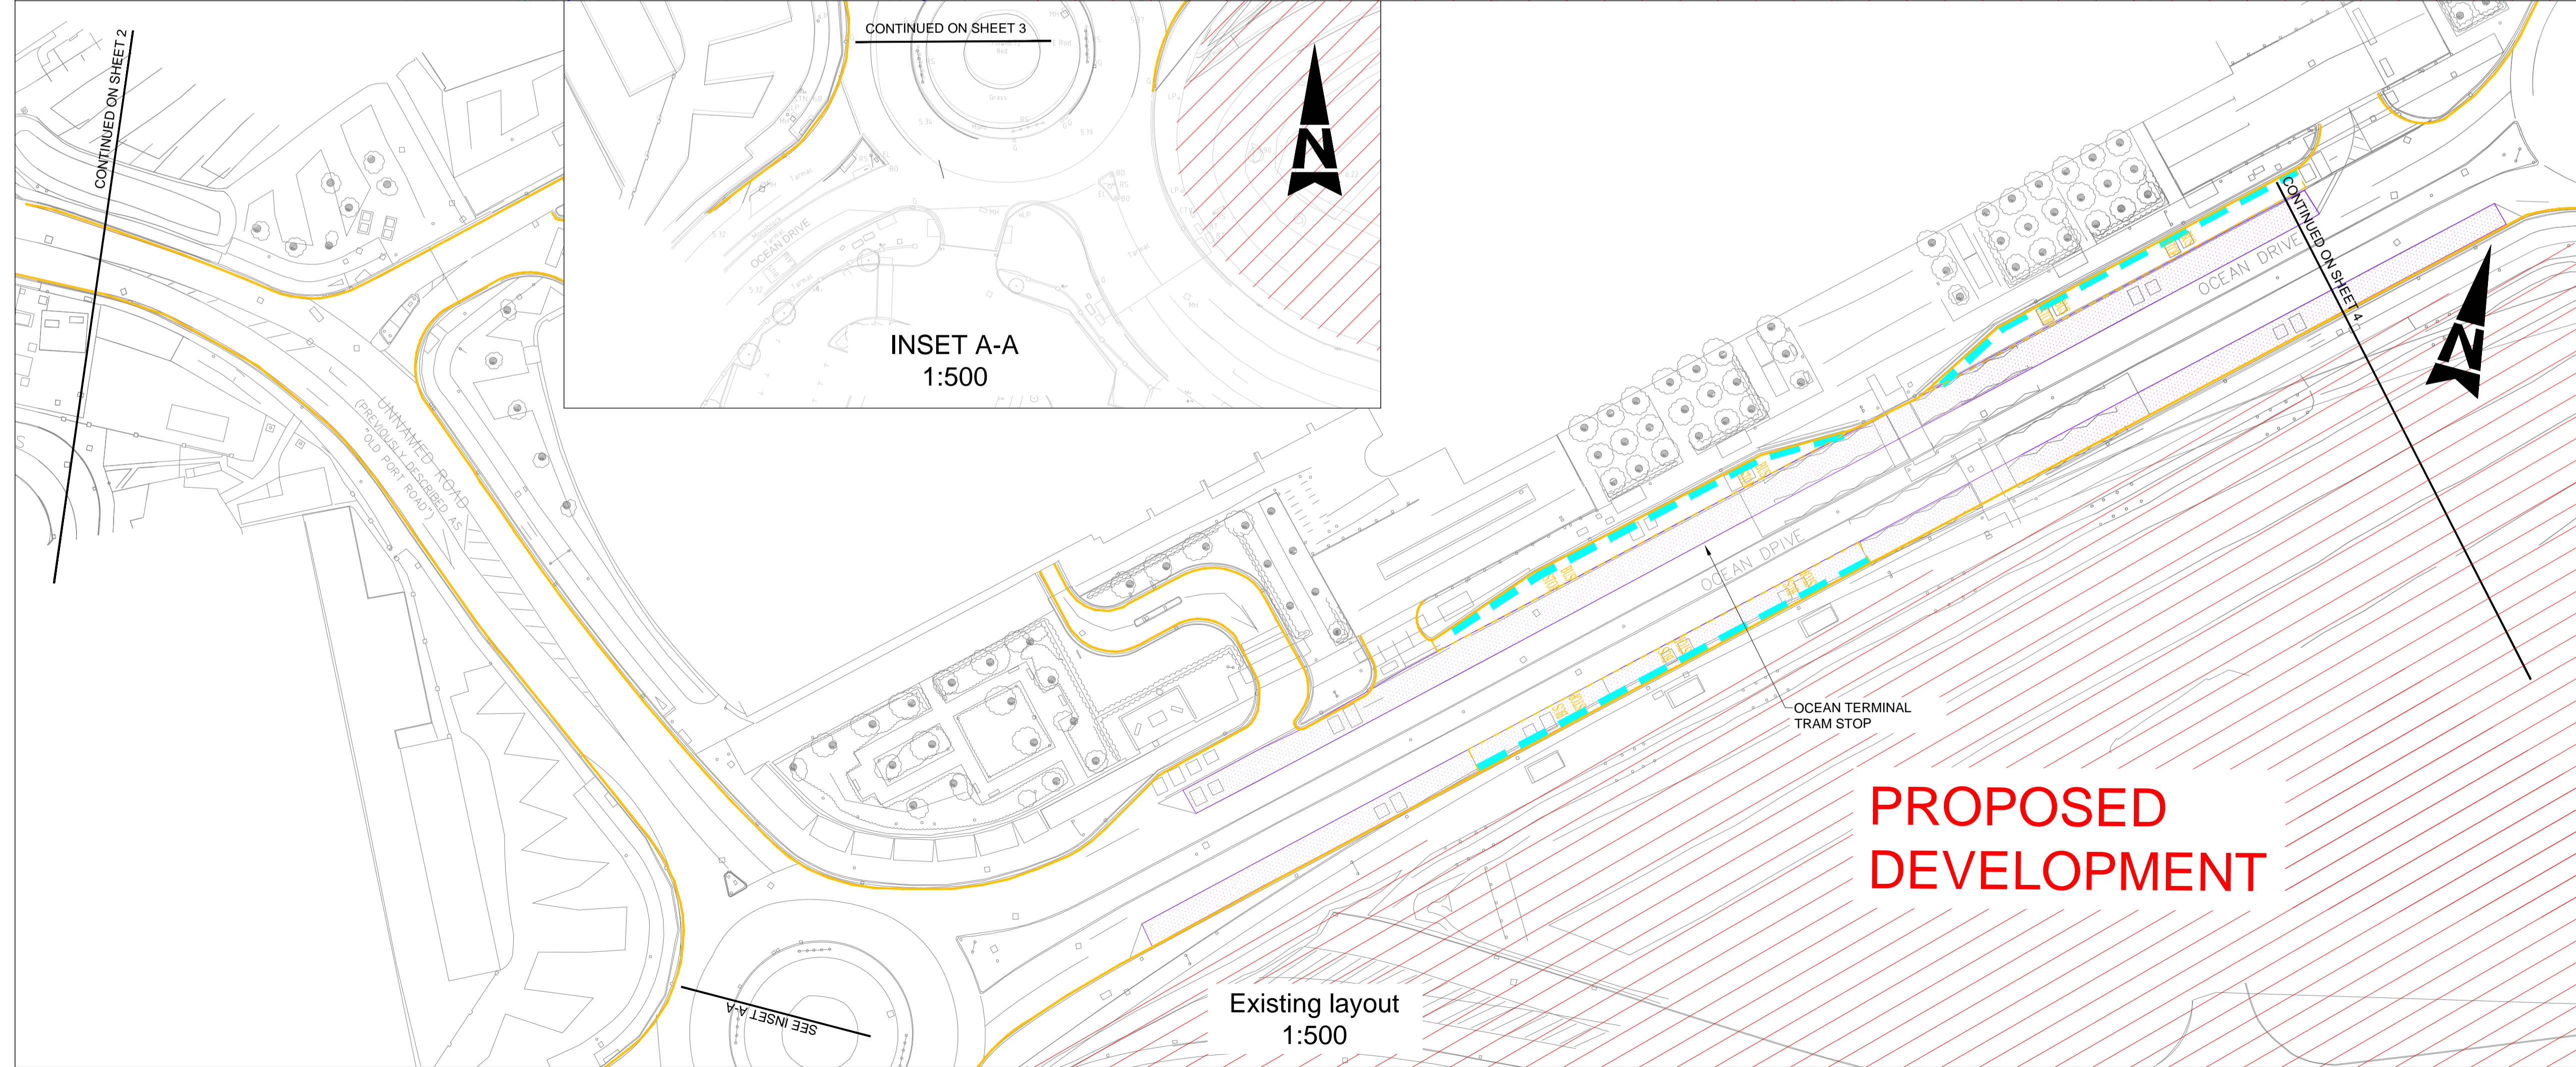 CONTINUED ON SHEET 2
CONTINUED ON SHEET 3
OCEAN DRIVE
INSET A-A
1:500
N
UNNAMED ROAD
(PREVIOUSLY DESCRIBED AS
"OLD PORT ROAD")
OCEAN DRIVE
CONTINUED ON SHEET 4
N
OCEAN DRIVE
OCEAN TERMINAL
TRAM STOP
PROPOSED
DEVELOPMENT
SEE INSET A-A
Existing layout
1:500